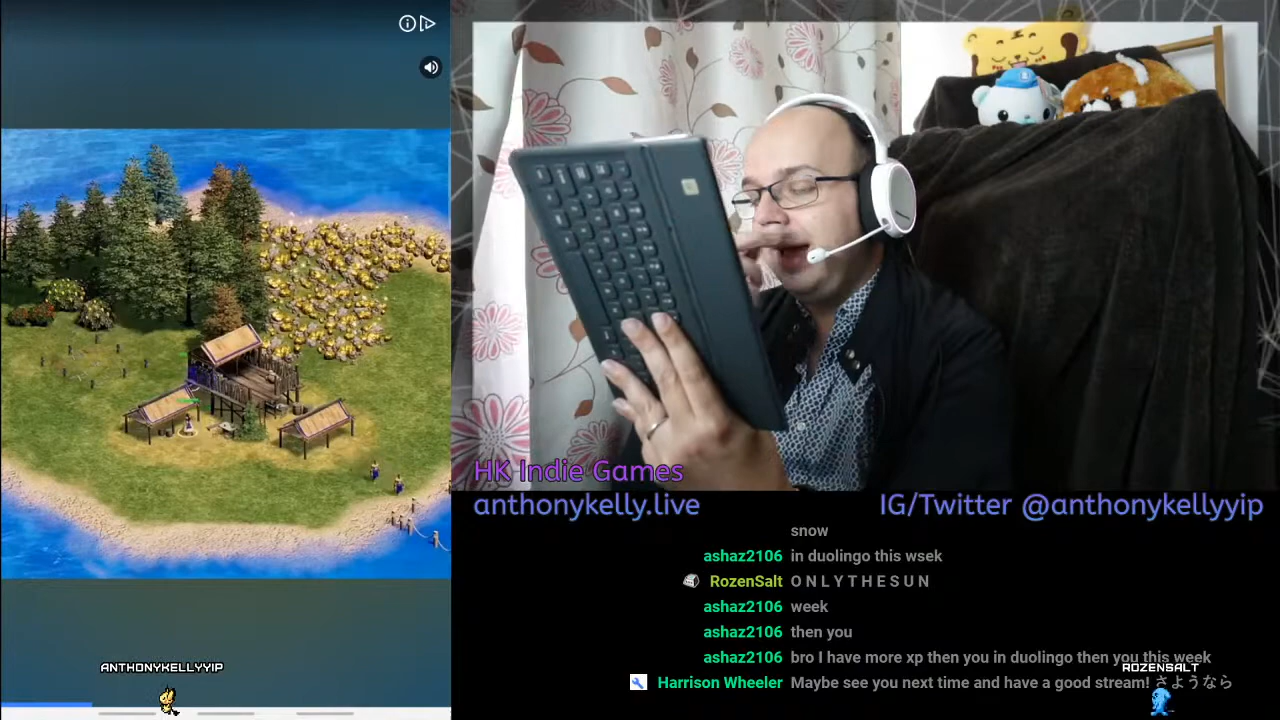 HK Indie Games
anthonykelly.live
IG/Twitter @anthonykellyyip
snow
ashaz2106 in duolingo this wsek
RozenSalt O N L Y T H E S U N
ashaz2106 week
ashaz2106 then you
ashaz2106 bro I have more xp then you in duolingo then you this week
Harrison Wheeler Maybe see you next time and have a good stream! さようなら
ANTHONYKELLYYIP
ROZENSALT